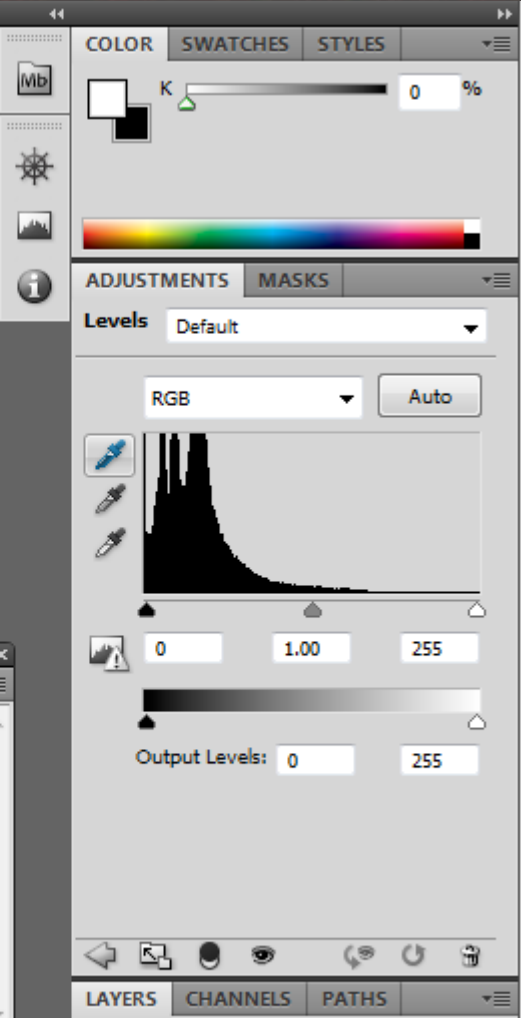 COLOR SWATCHES STYLES
Mb
K 0 %
ADJUSTMENTS MASKS
Levels Default
RGB Auto
0 1.00 255
Output Levels: 0 255
LAYERS CHANNELS PATHS